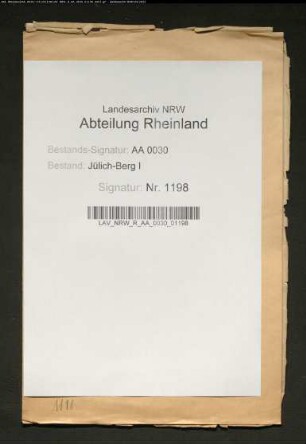 Landesarchiv NRW
Abteilung Rheinland
Bestands-Signatur: AA 0030
Bestand: Jülich-Berg I
Signatur: Nr. 1198
LAV_NRW_R_AA_0030_01198